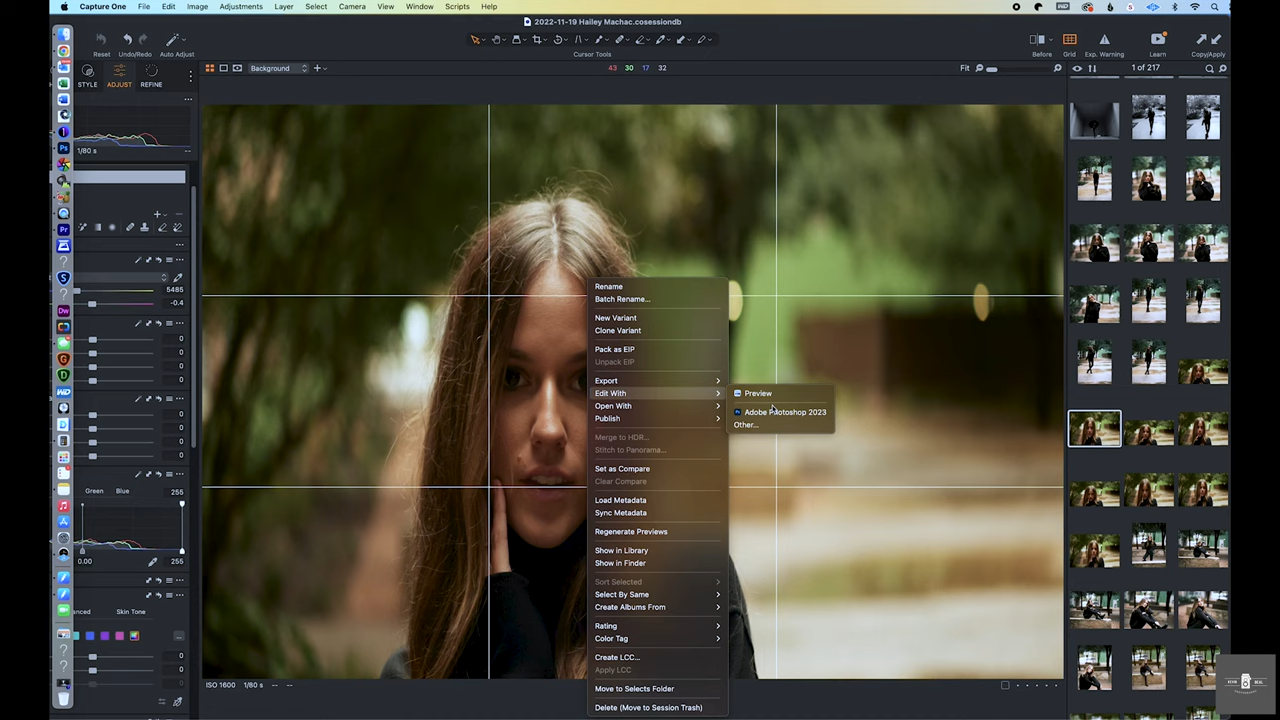 Capture One File Edit Image Adjustments Layer Select Camera View Window Scripts Help
2022-11-19 Hailey Machac.cosessiondb
Reset Undo/Redo Auto Adjust Cursor Tools Before Grid Exp. Warning Learn Copy/Apply
STYLE ADJUST REFINE
Background
43 30 17 32
Fit
1 of 217
1/80 s --
5485
-0.4
0
0
0
0
0
0
0
0
Green Blue 255
0.00 255
anced Skin Tone
0
0
0
Rename
Batch Rename...
New Variant
Clone Variant
Pack as EIP
Unpack EIP
Export
Edit With
Open With
Publish
Merge to HDR...
Stitch to Panorama...
Set as Compare
Clear Compare
Load Metadata
Sync Metadata
Regenerate Previews
Show in Library
Show in Finder
Sort Selected
Select By Same
Create Albums From
Rating
Color Tag
Create LCC...
Apply LCC
Move to Selects Folder
Delete (Move to Session Trash)
Preview
Adobe Photoshop 2023
Other...
ISO 1600 1/80 s -- --
KEVIN DEAL
PHOTOGRAPHY